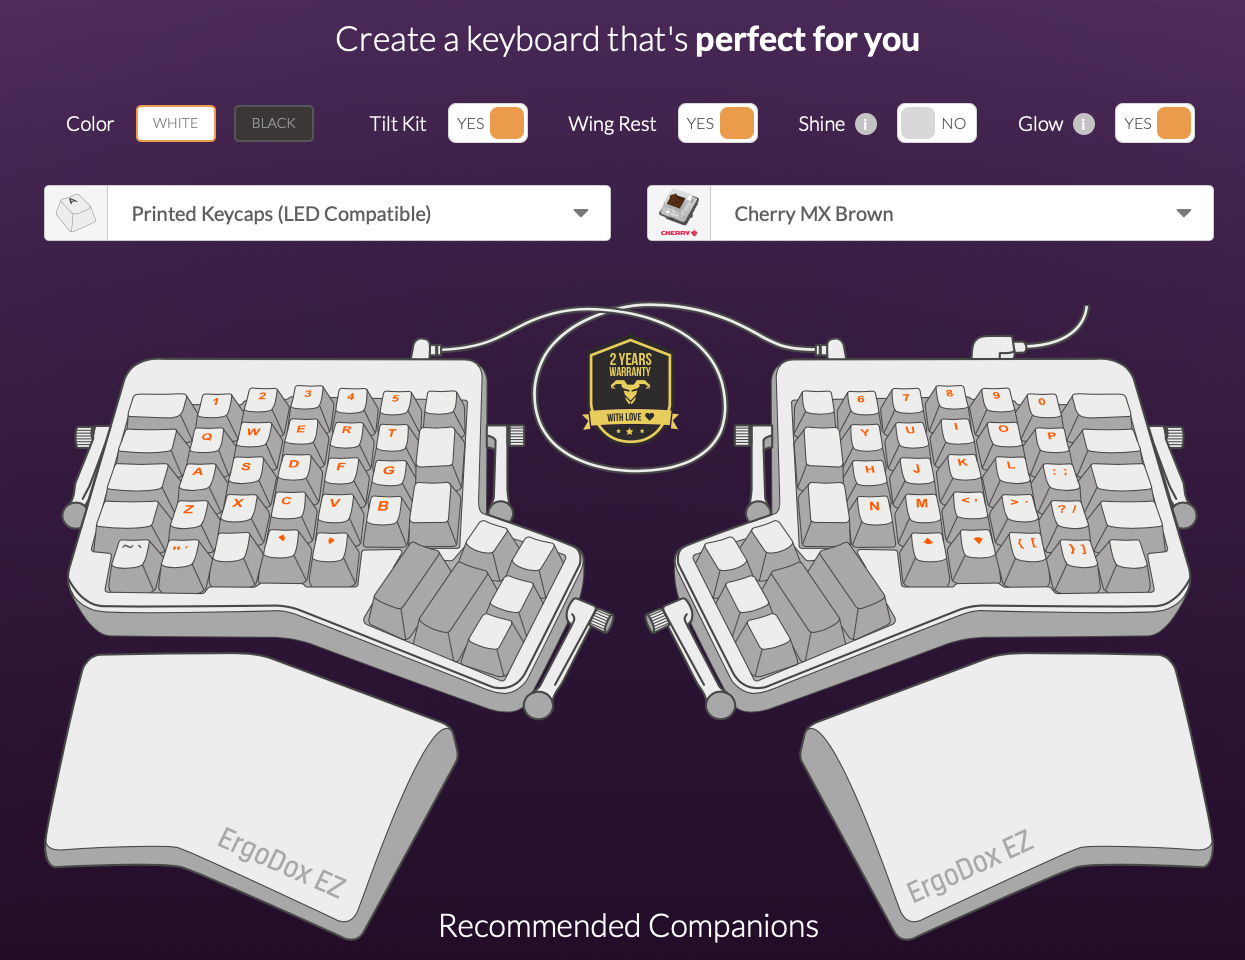 Create a keyboard that's perfect for you
Color WHITE BLACK Tilt Kit YES Wing Rest YES Shine i NO Glow i YES
A Printed Keycaps (LED Compatible) CHERRY Cherry MX Brown
2 YEARS
WARRANTY
WITH LOVE
1 2 3 4 5
Q W E R T
A S D F G
Z X C V B
~ ` " '
6 7 8 9 0
Y U I O P
H J K L : ;
N M < , > . ? /
{ [ } ]
ErgoDox EZ
ErgoDox EZ
Recommended Companions